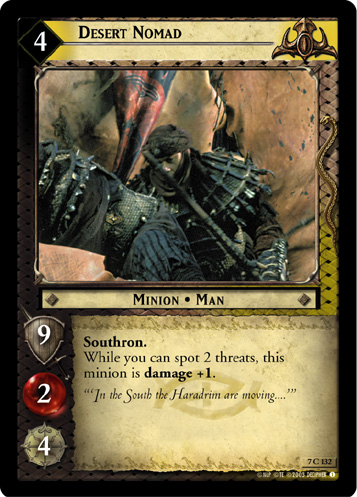 4
Desert Nomad
Minion • Man
9
Southron.
While you can spot 2 threats, this
minion is damage +1.
2
"'In the South the Haradrim are moving....'"
4
7 C 132